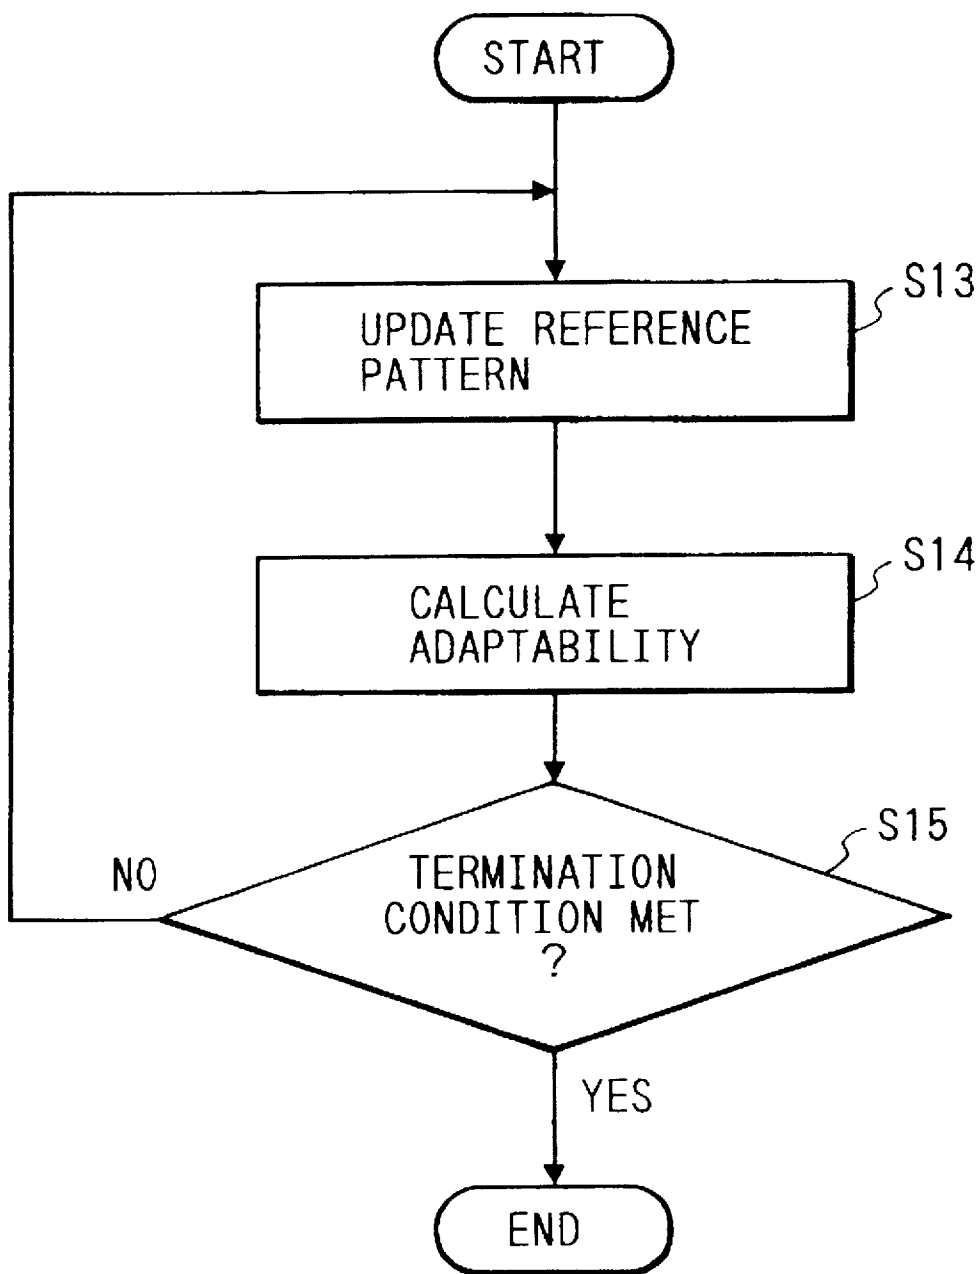 START
S13
UPDATE REFERENCE
PATTERN
S14
CALCULATE
ADAPTABILITY
S15
NO
TERMINATION
CONDITION MET
?
YES
END